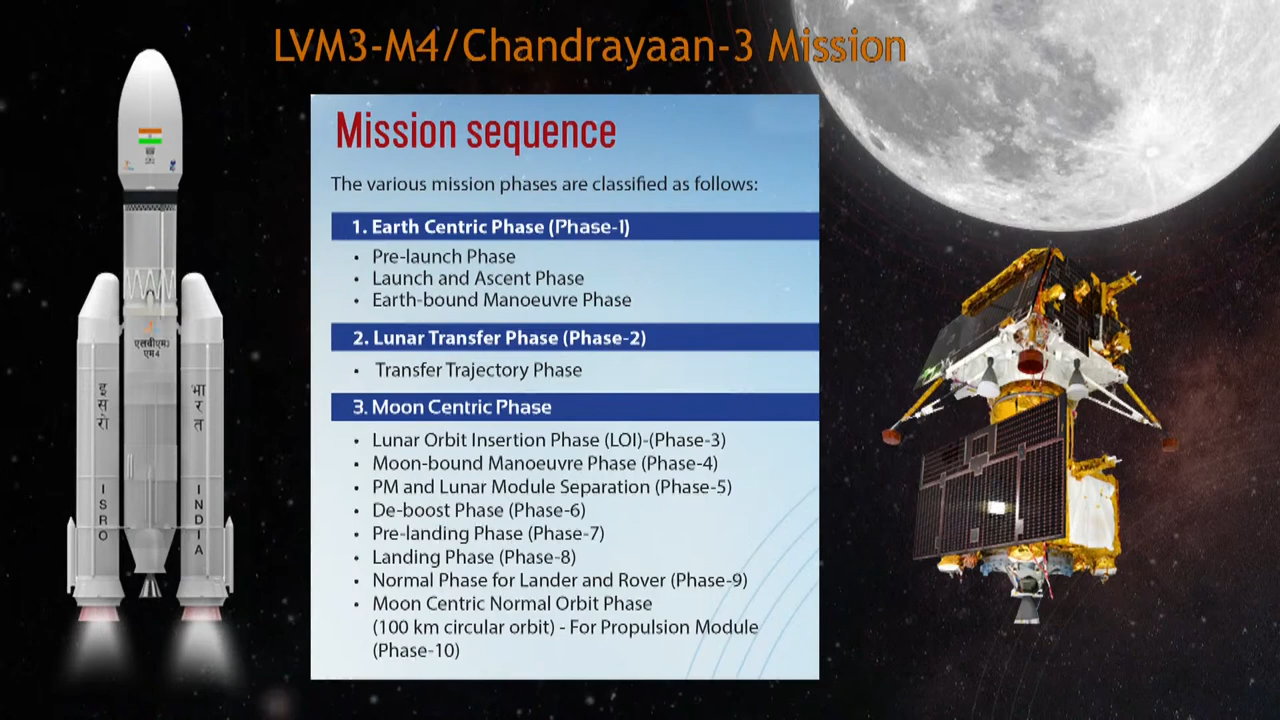 LVM3-M4/Chandrayaan-3 Mission
Mission sequence
The various mission phases are classified as follows:
1. Earth Centric Phase (Phase-1)
• Pre-launch Phase
• Launch and Ascent Phase
• Earth-bound Manoeuvre Phase
2. Lunar Transfer Phase (Phase-2)
• Transfer Trajectory Phase
3. Moon Centric Phase
• Lunar Orbit Insertion Phase (LOI)-(Phase-3)
• Moon-bound Manoeuvre Phase (Phase-4)
• PM and Lunar Module Separation (Phase-5)
• De-boost Phase (Phase-6)
• Pre-landing Phase (Phase-7)
• Landing Phase (Phase-8)
• Normal Phase for Lander and Rover (Phase-9)
• Moon Centric Normal Orbit Phase
(100 km circular orbit) - For Propulsion Module
(Phase-10)
एलवीएम3
एम4
इसरो
भारत
ISRO
INDIA